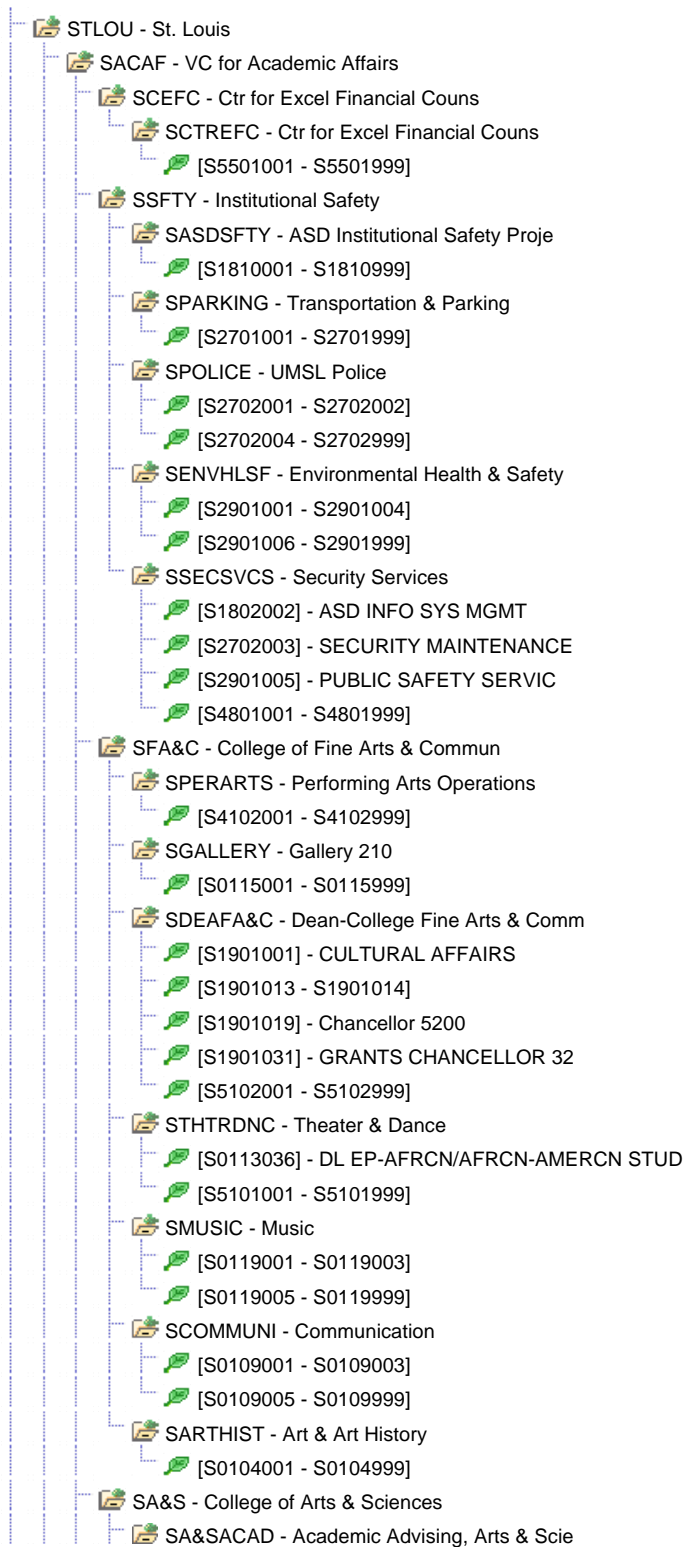 STLOU - St. Louis
SACAF - VC for Academic Affairs
SCEFC - Ctr for Excel Financial Couns
SCTREFC - Ctr for Excel Financial Couns
[S5501001 - S5501999]
SSFTY - Institutional Safety
SASDSFTY - ASD Institutional Safety Proje
[S1810001 - S1810999]
SPARKING - Transportation & Parking
[S2701001 - S2701999]
SPOLICE - UMSL Police
[S2702001 - S2702002]
[S2702004 - S2702999]
SENVHLSF - Environmental Health & Safety
[S2901001 - S2901004]
[S2901006 - S2901999]
SSECSVCS - Security Services
[S1802002] - ASD INFO SYS MGMT
[S2702003] - SECURITY MAINTENANCE
[S2901005] - PUBLIC SAFETY SERVIC
[S4801001 - S4801999]
SFA&C - College of Fine Arts & Commun
SPERARTS - Performing Arts Operations
[S4102001 - S4102999]
SGALLERY - Gallery 210
[S0115001 - S0115999]
SDEAFA&C - Dean-College Fine Arts & Comm
[S1901001] - CULTURAL AFFAIRS
[S1901013 - S1901014]
[S1901019] - Chancellor 5200
[S1901031] - GRANTS CHANCELLOR 32
[S5102001 - S5102999]
STHTRDNC - Theater & Dance
[S0113036] - DL EP-AFRCN/AFRCN-AMERCN STUD
[S5101001 - S5101999]
SMUSIC - Music
[S0119001 - S0119003]
[S0119005 - S0119999]
SCOMMUNI - Communication
[S0109001 - S0109003]
[S0109005 - S0109999]
SARTHIST - Art & Art History
[S0104001 - S0104999]
SA&S - College of Arts & Sciences
SA&SACAD - Academic Advising, Arts & Scie